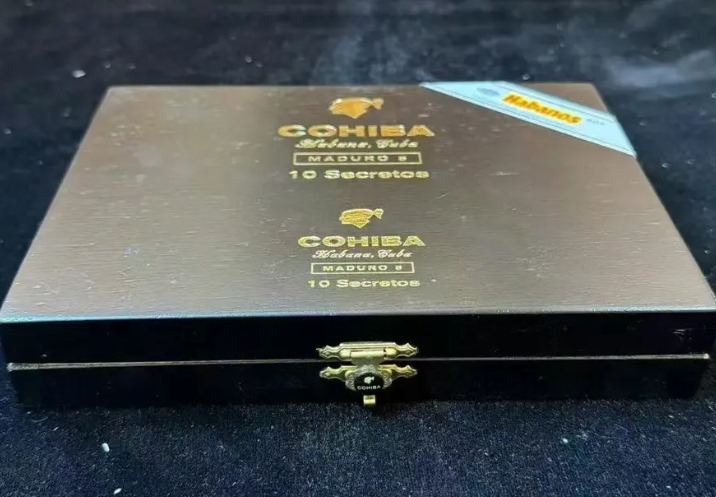 COHIBA
Habana, Cuba
MADURO 5
10 Secretos
Habanos
COHIBA
Habana, Cuba
MADURO 5
10 Secretos
COHIBA